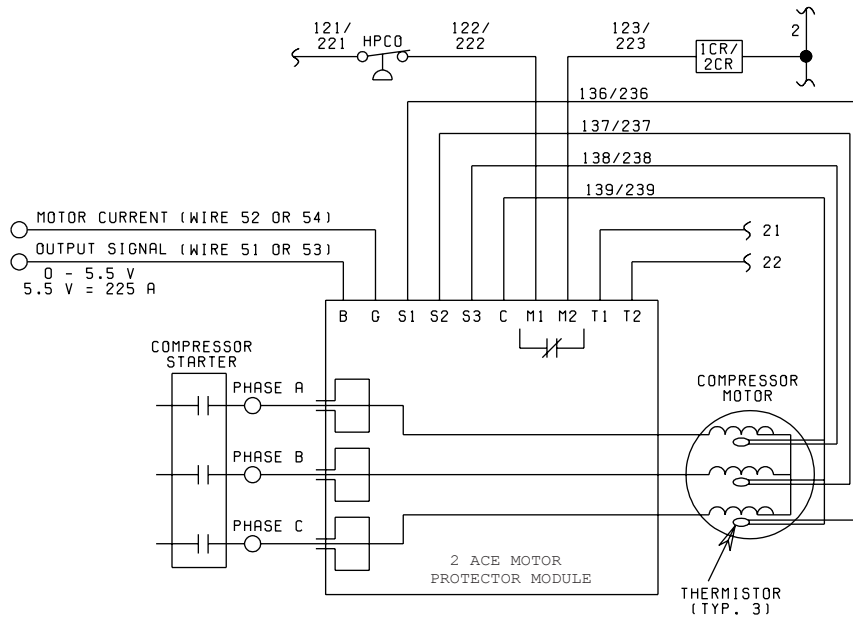 121/
221
HPCO
122/
222
123/
223
1CR/
2CR
2
136/236
137/237
138/238
139/239
MOTOR CURRENT (WIRE 52 OR 54)
OUTPUT SIGNAL (WIRE 51 OR 53)
0 - 5.5 V
5.5 V = 225 A
21
22
B G S1 S2 S3 C M1 M2 T1 T2
COMPRESSOR
STARTER
PHASE A
PHASE B
PHASE C
COMPRESSOR
MOTOR
2 ACE MOTOR
PROTECTOR MODULE
THERMISTOR
(TYP. 3)